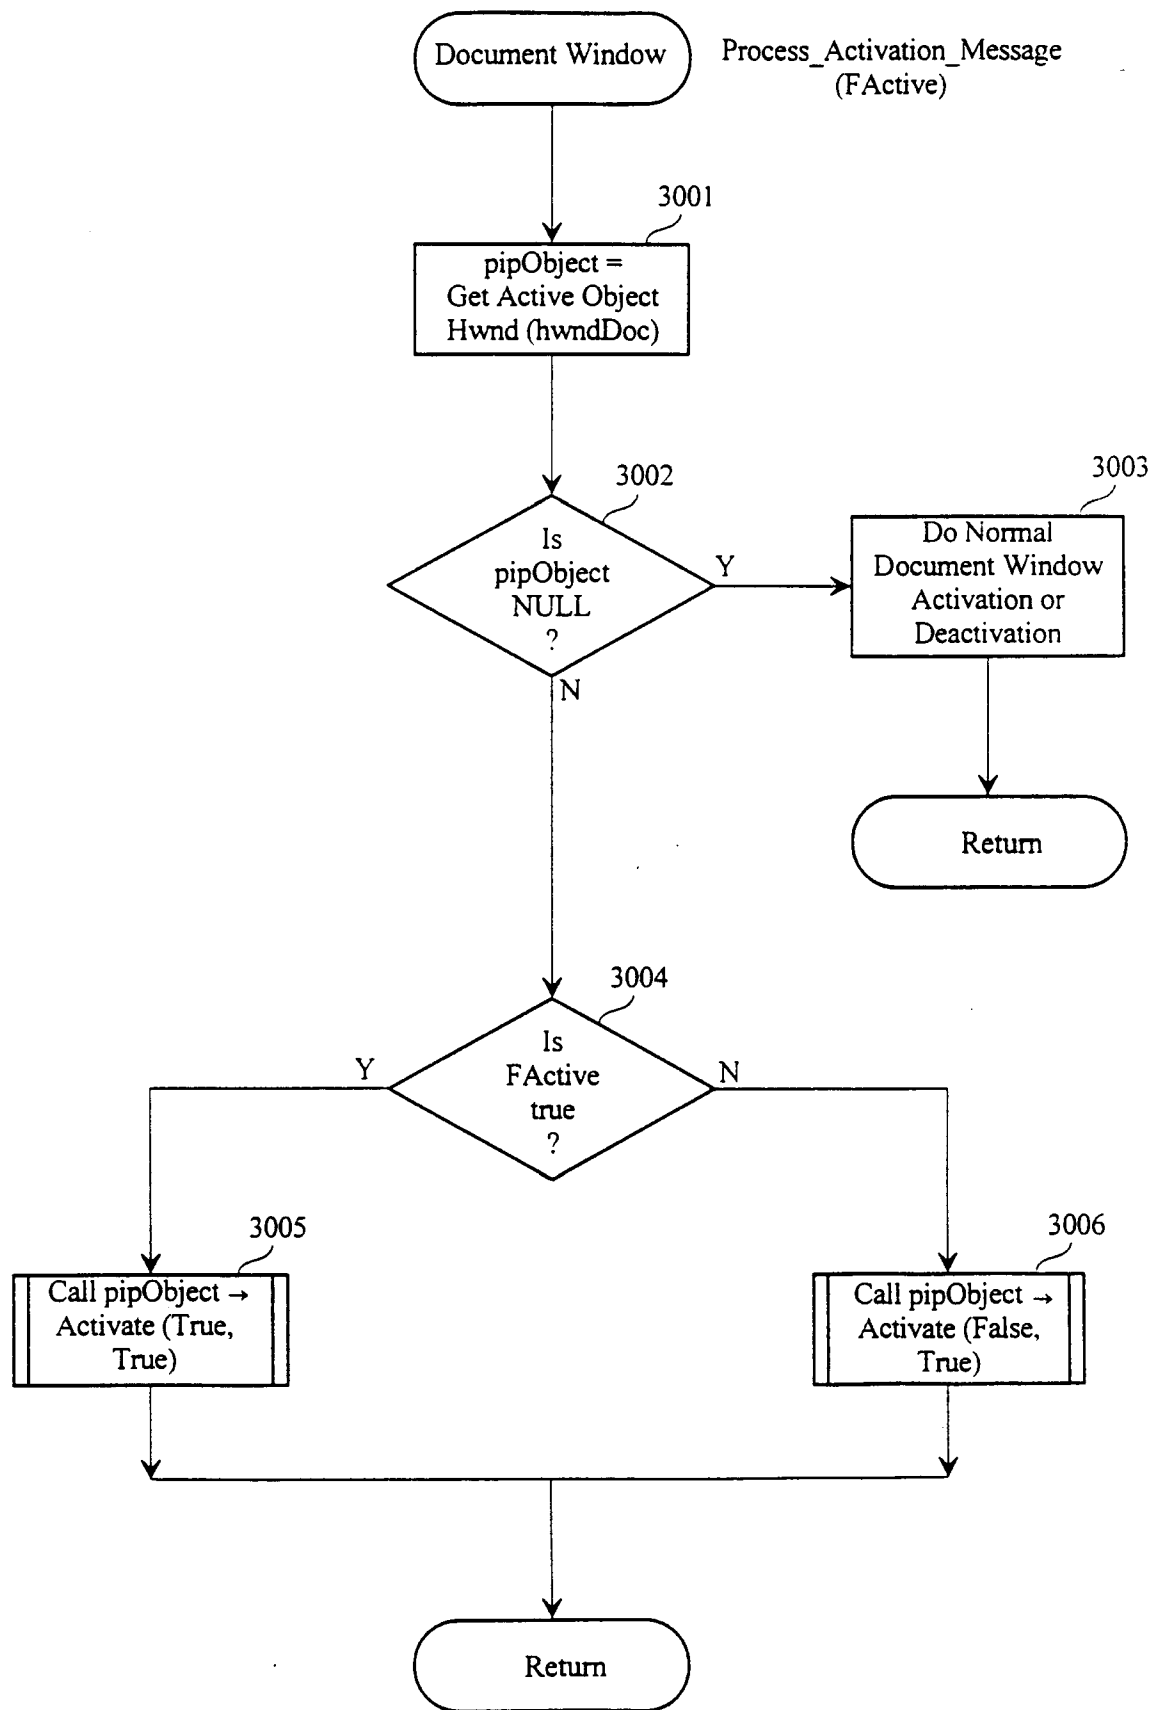 Document Window
Process_Activation_Message
(FActive)
3001
pipObject =
Get Active Object
Hwnd (hwndDoc)
3002
Is
pipObject
NULL
?
Y
N
3003
Do Normal
Document Window
Activation or
Deactivation
Return
3004
Is
FActive
true
?
Y
N
3005
Call pipObject →
Activate (True,
True)
3006
Call pipObject →
Activate (False,
True)
Return